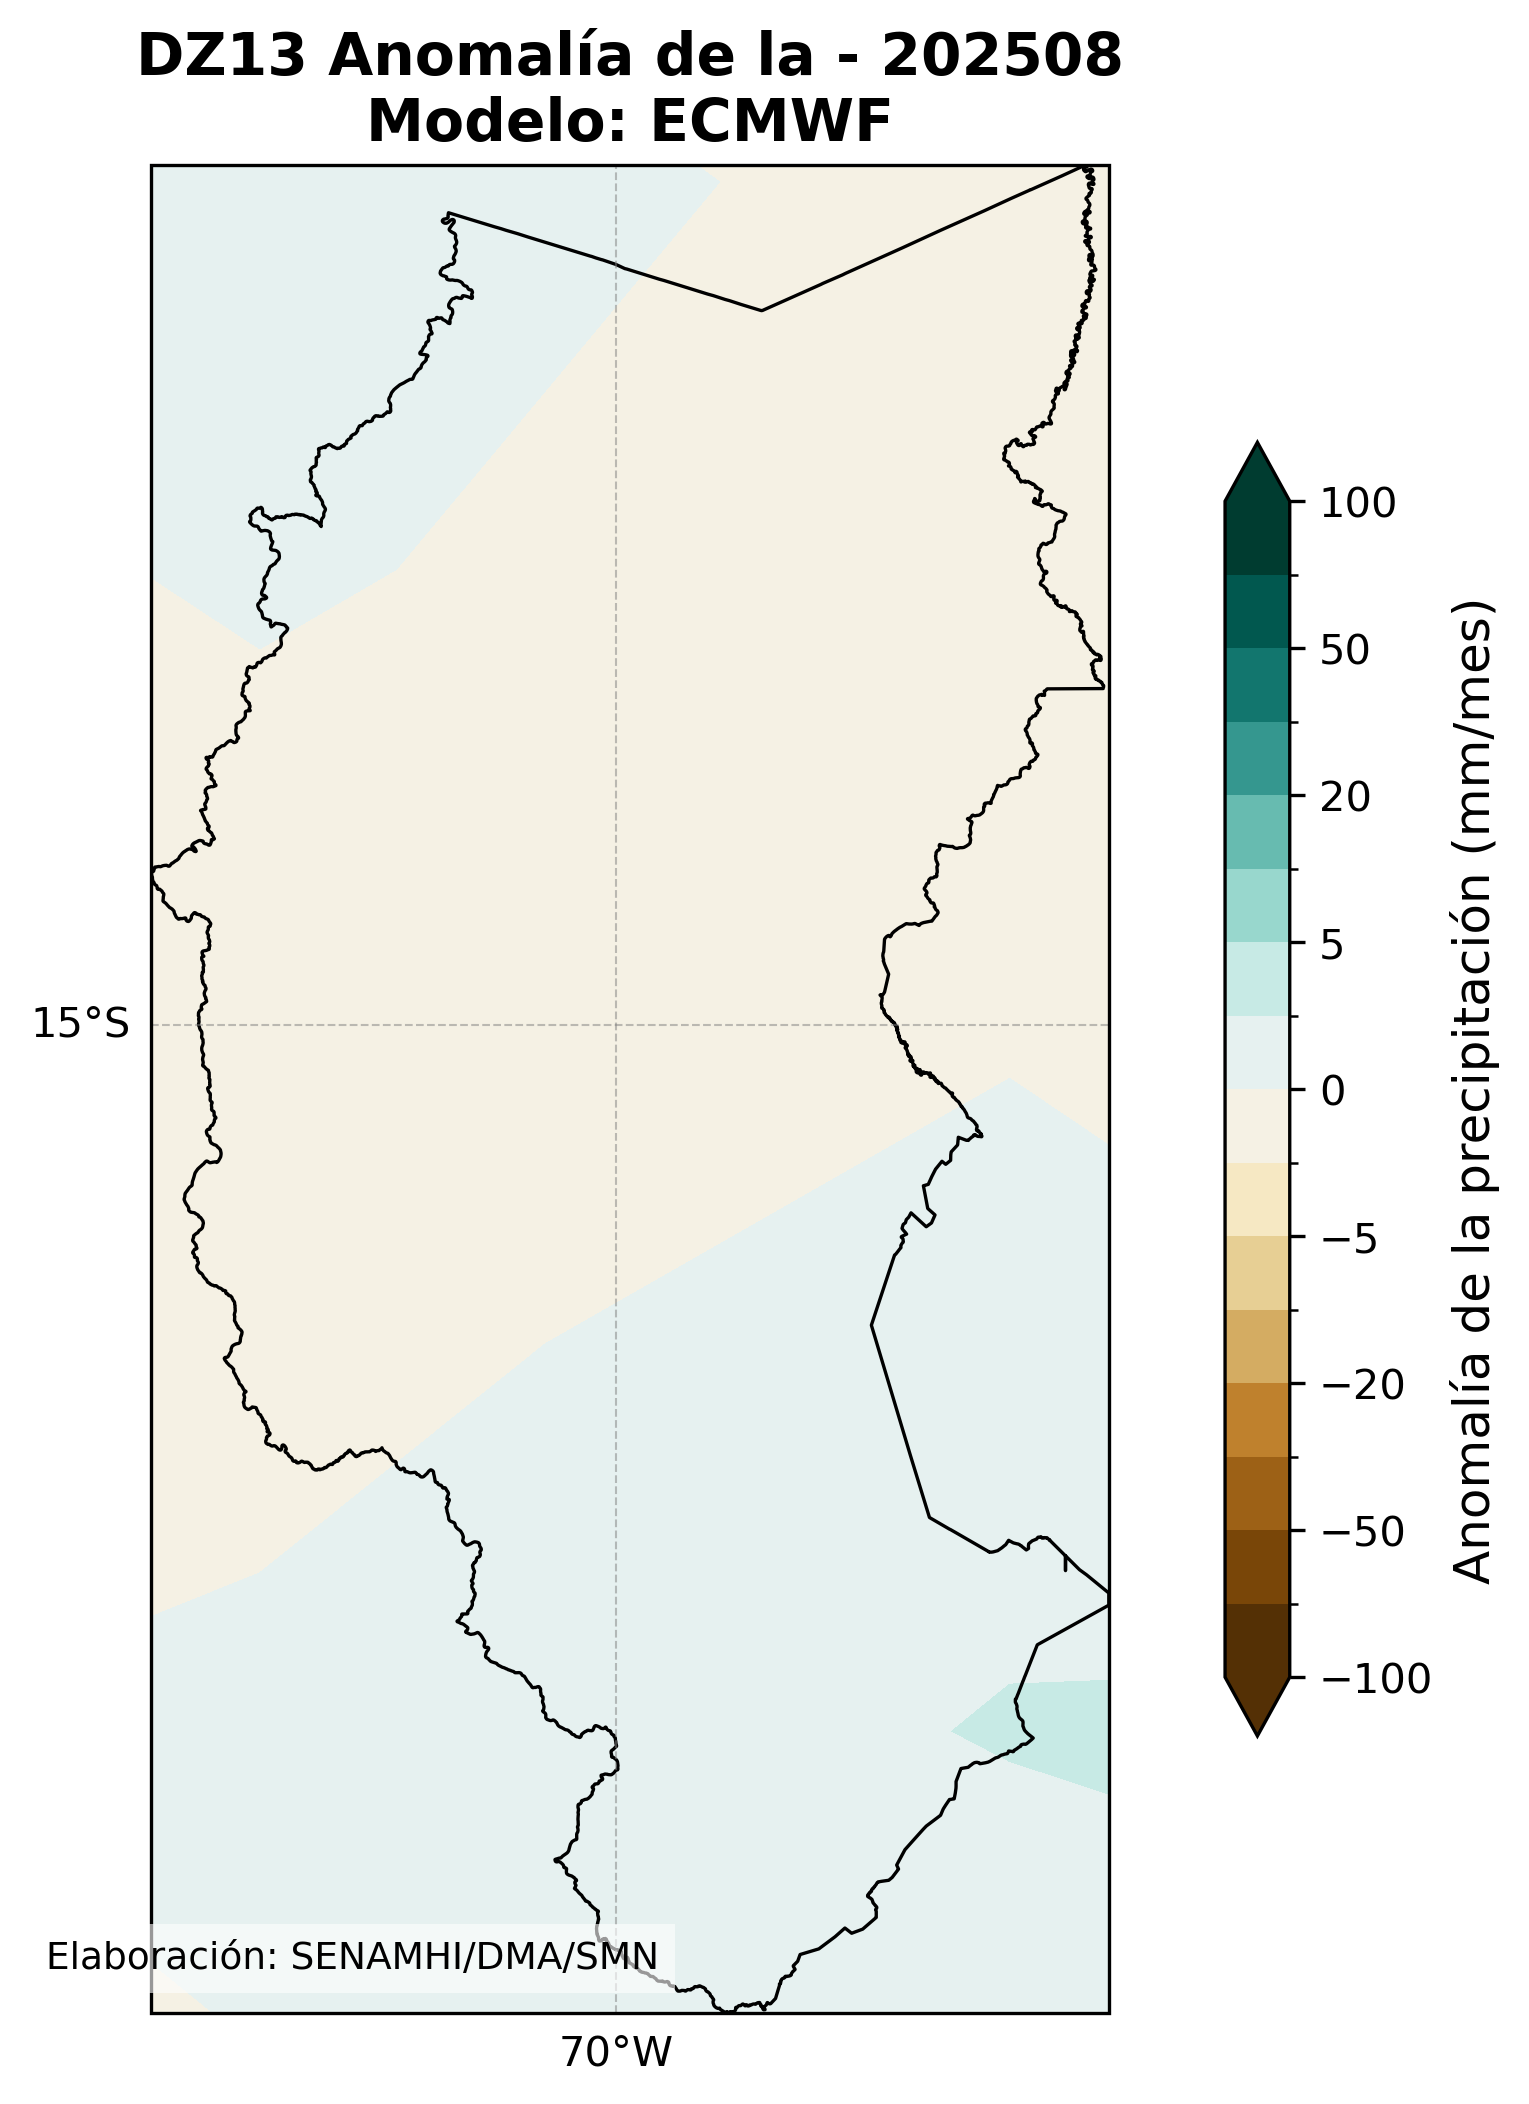 DZ13 Anomalía de la - 202508
Modelo: ECMWF
100
50
20
5
0
−5
−20
−50
−100
Anomalía de la precipitación (mm/mes)
15°S
Elaboración: SENAMHI/DMA/SMN
70°W